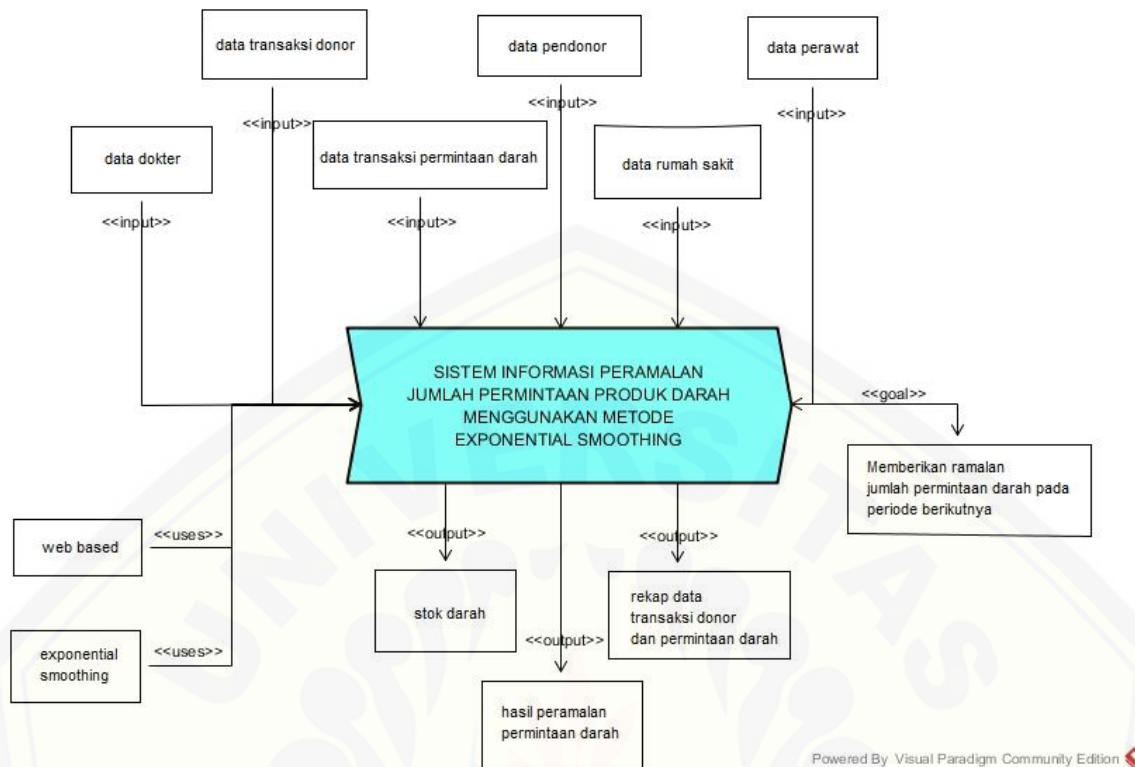 data transaksi donor
data pendonor
data perawat
<<input>>
<<input>>
<<input>>
data dokter
data transaksi permintaan darah
data rumah sakit
<<input>>
<<input>>
<<input>>
SISTEM INFORMASI PERAMALAN
JUMLAH PERMINTAAN PRODUK DARAH
MENGGUNAKAN METODE
EXPONENTIAL SMOOTHING
<<goal>>
Memberikan ramalan
jumlah permintaan darah pada
periode berikutnya
web based
<<uses>>
exponential
smoothing
<<uses>>
<<output>>
<<output>>
stok darah
rekap data
transaksi donor
dan permintaan darah
<<output>>
hasil peramalan
permintaan darah
UNIVERSITAS
Powered By Visual Paradigm Community Edition